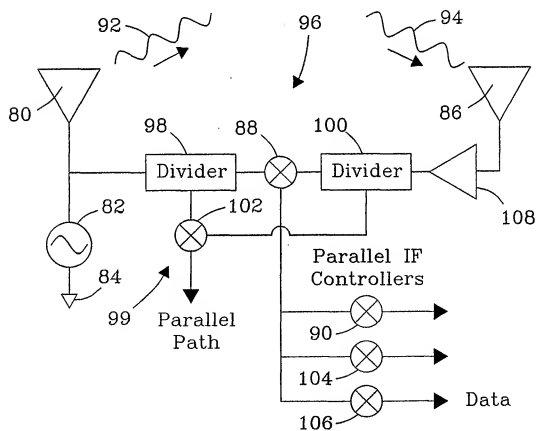 92
96
94
80
98
88
100
86
Divider
Divider
108
82
102
84
99
Parallel
Path
Parallel IF
Controllers
90
104
106
Data